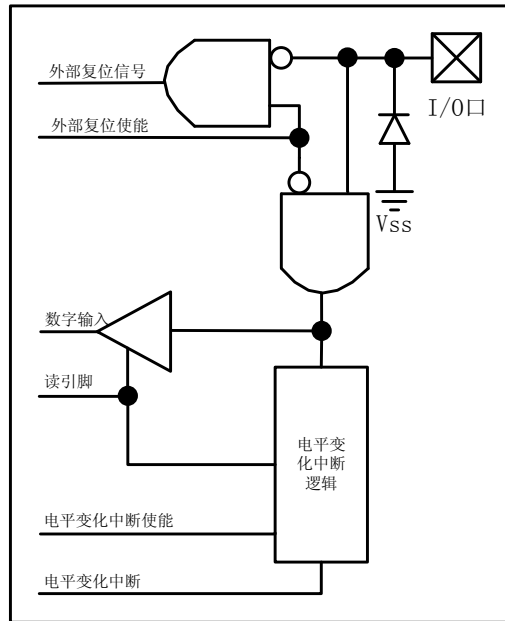 外部复位信号
I/O口
外部复位使能
Vss
数字输入
读引脚
电平变
化中断
逻辑
电平变化中断使能
电平变化中断